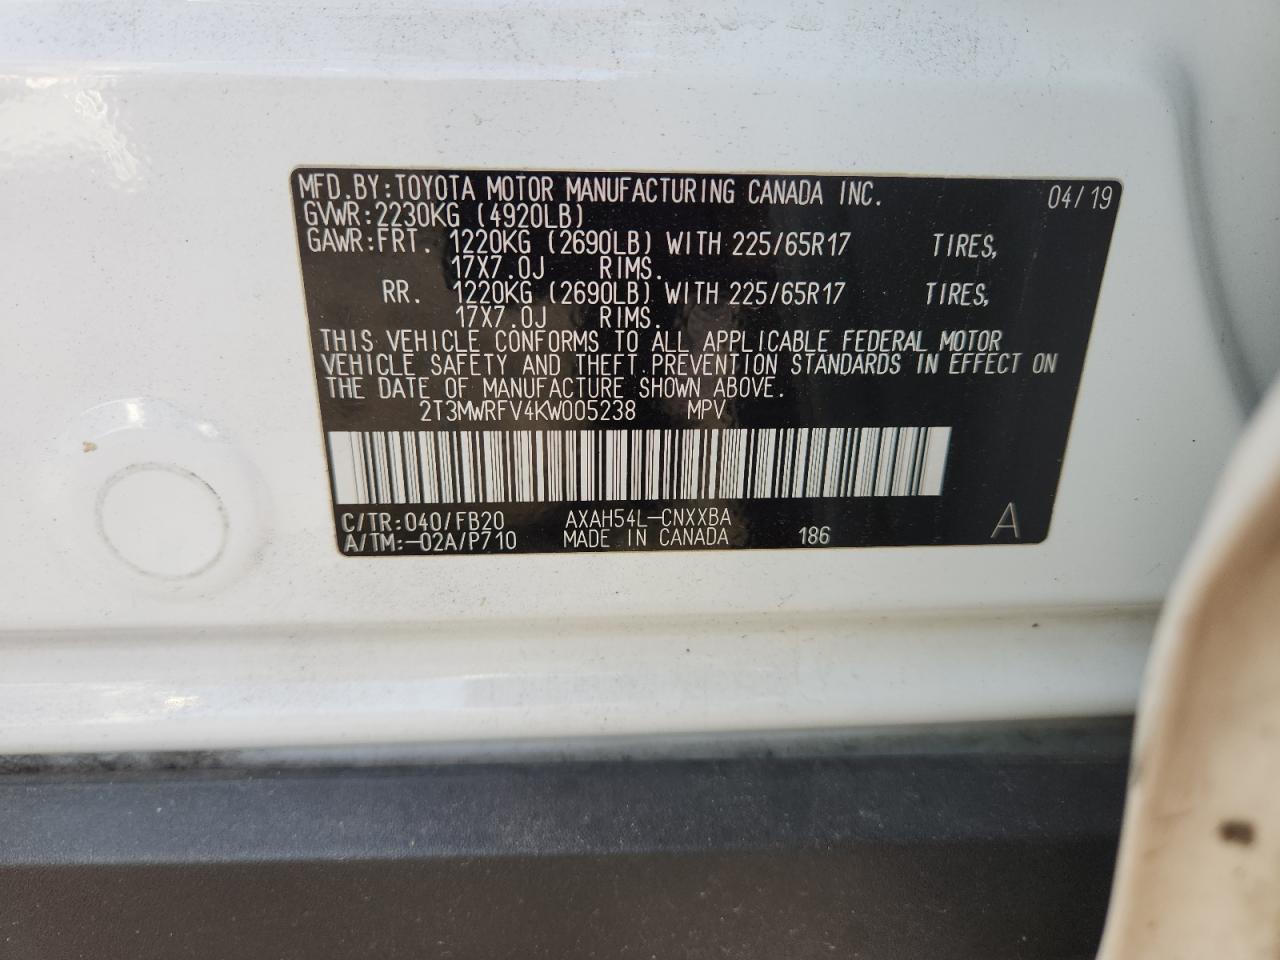 MFD.BY:TOYOTA MOTOR MANUFACTURING CANADA INC. 04/19
GVWR:2230KG (4920LB)
GAWR:FRT. 1220KG (2690LB) WITH 225/65R17 TIRES,
17X7.0J RIMS.
RR. 1220KG (2690LB) WITH 225/65R17 TIRES,
17X7.0J RIMS.
THIS VEHICLE CONFORMS TO ALL APPLICABLE FEDERAL MOTOR
VEHICLE SAFETY AND THEFT PREVENTION STANDARDS IN EFFECT ON
THE DATE OF MANUFACTURE SHOWN ABOVE.
2T3MWRFV4KW005238 MPV
C/TR:040/FB20 AXAH54L-CNXXBA
A/TM:-02A/P710 MADE IN CANADA 186 A